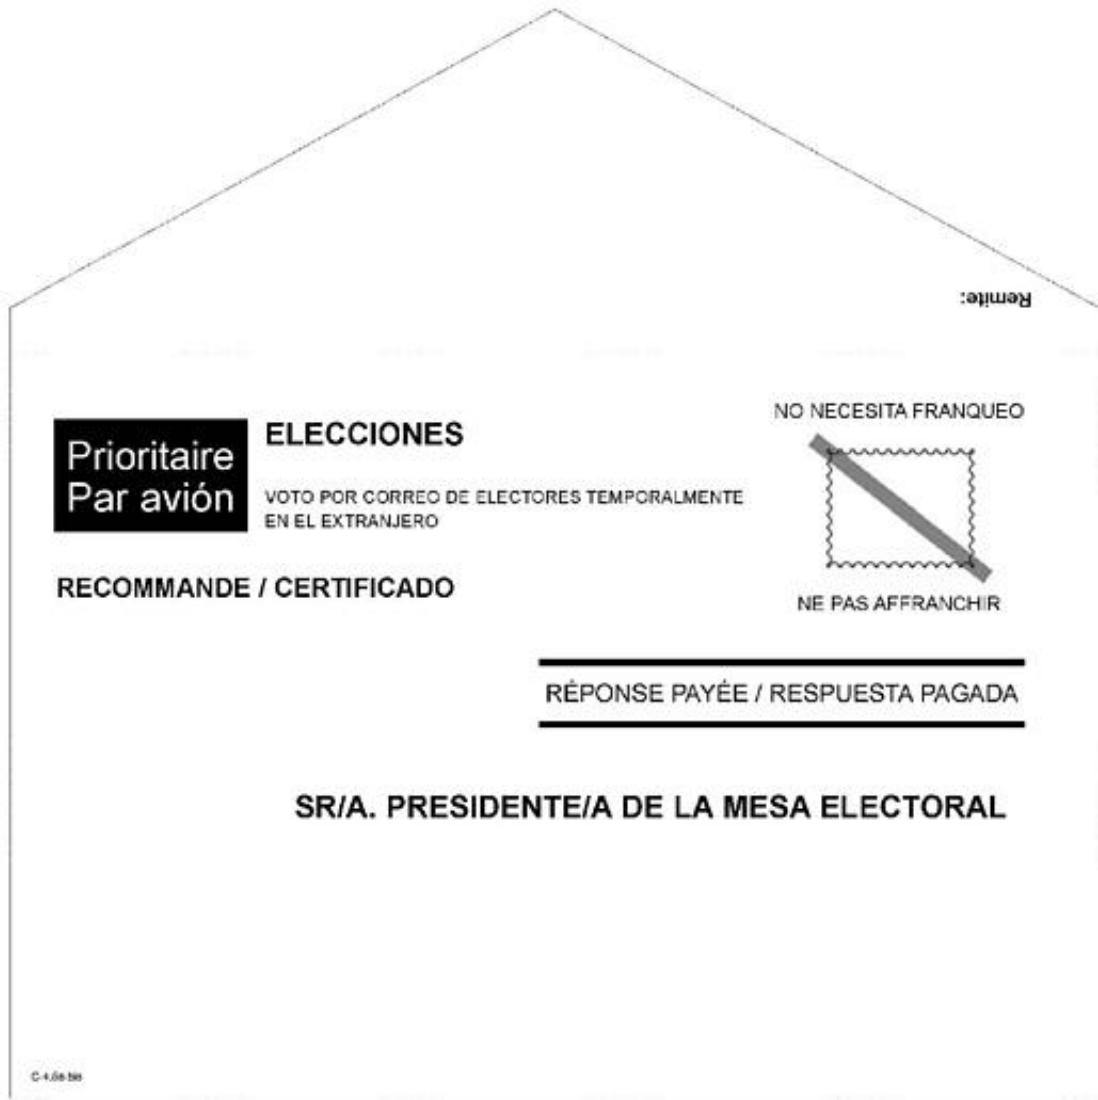 Remite:
NO NECESITA FRANQUEO
Prioritaire
Par avión
ELECCIONES
VOTO POR CORREO DE ELECTORES TEMPORALMENTE
EN EL EXTRANJERO
RECOMMANDE / CERTIFICADO
NE PAS AFFRANCHIR
RÉPONSE PAYÉE / RESPUESTA PAGADA
SR/A. PRESIDENTE/A DE LA MESA ELECTORAL